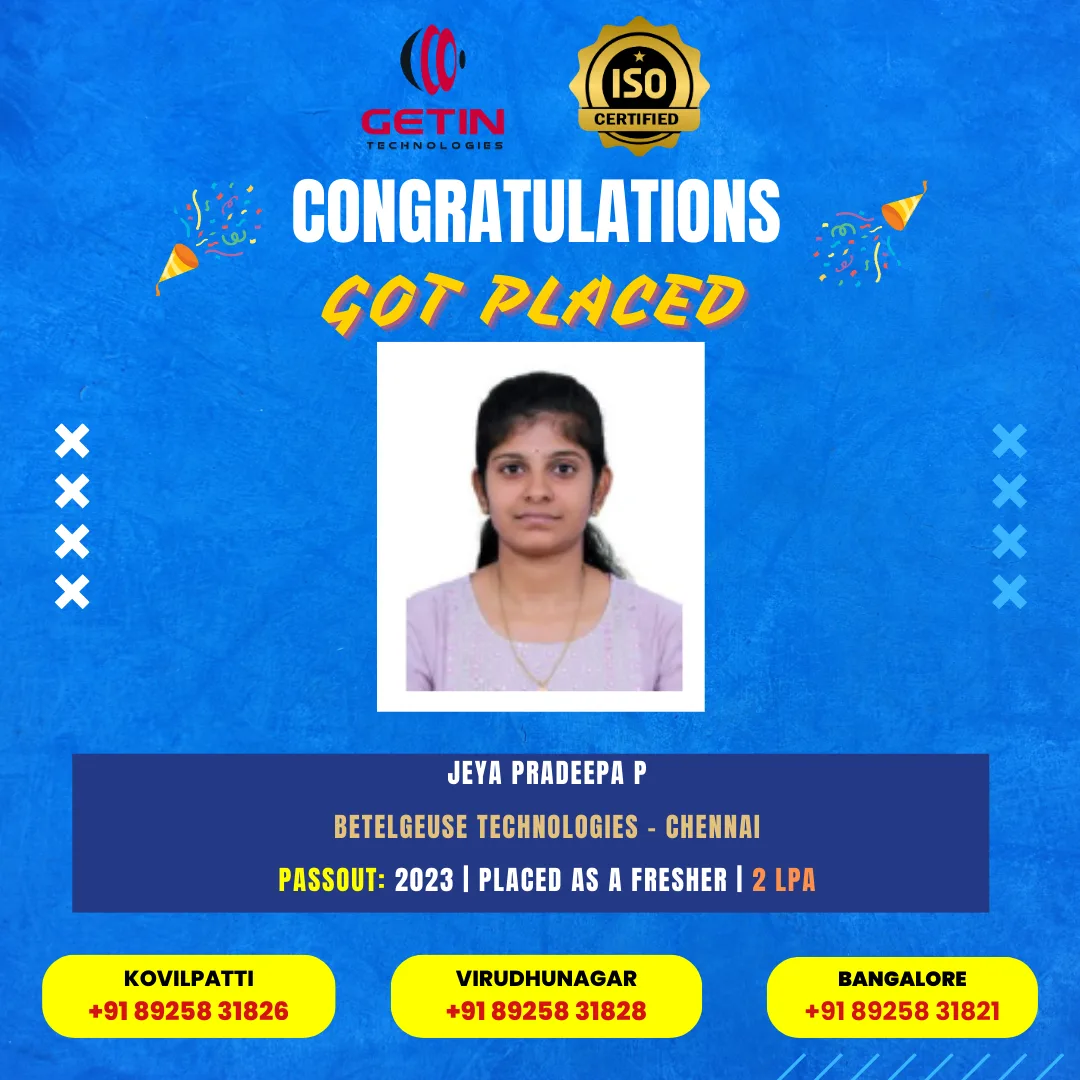 GETIN
TECHNOLOGIES
ISO
CERTIFIED
CONGRATULATIONS
GOT PLACED
JEYA PRADEEPA P
BETELGEUSE TECHNOLOGIES - CHENNAI
PASSOUT: 2023 | PLACED AS A FRESHER | 2 LPA
KOVILPATTI
+91 89258 31826
VIRUDHUNAGAR
+91 89258 31828
BANGALORE
+91 89258 31821